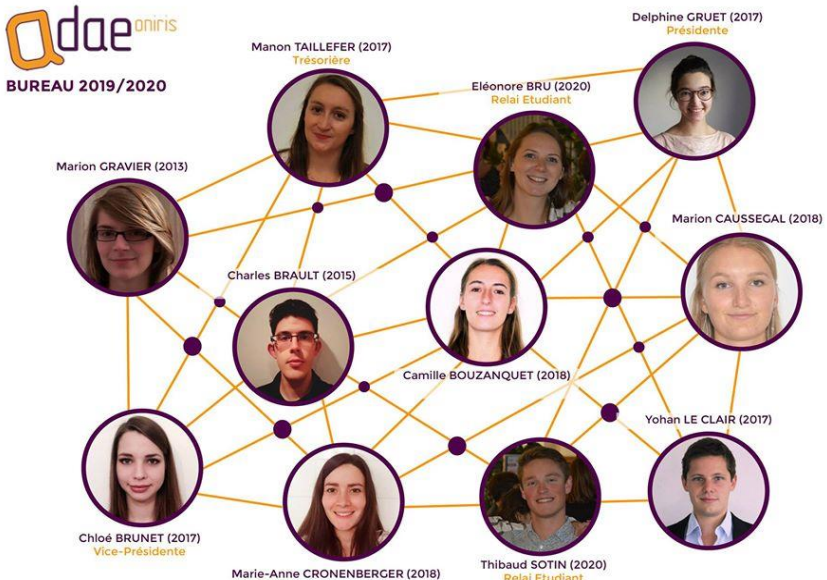 adae oniris
BUREAU 2019/2020
Delphine GRUET (2017)
Présidente
Manon TAILLEFER (2017)
Trésorière
Eléonore BRU (2020)
Relai Etudiant
Marion GRAVIER (2013)
Marion CAUSSEGAL (2018)
Charles BRAULT (2015)
Camille BOUZANQUET (2018)
Yohan LE CLAIR (2017)
Chloé BRUNET (2017)
Vice-Présidente
Marie-Anne CRONENBERGER (2018)
Thibaud SOTIN (2020)
Relai Etudiant